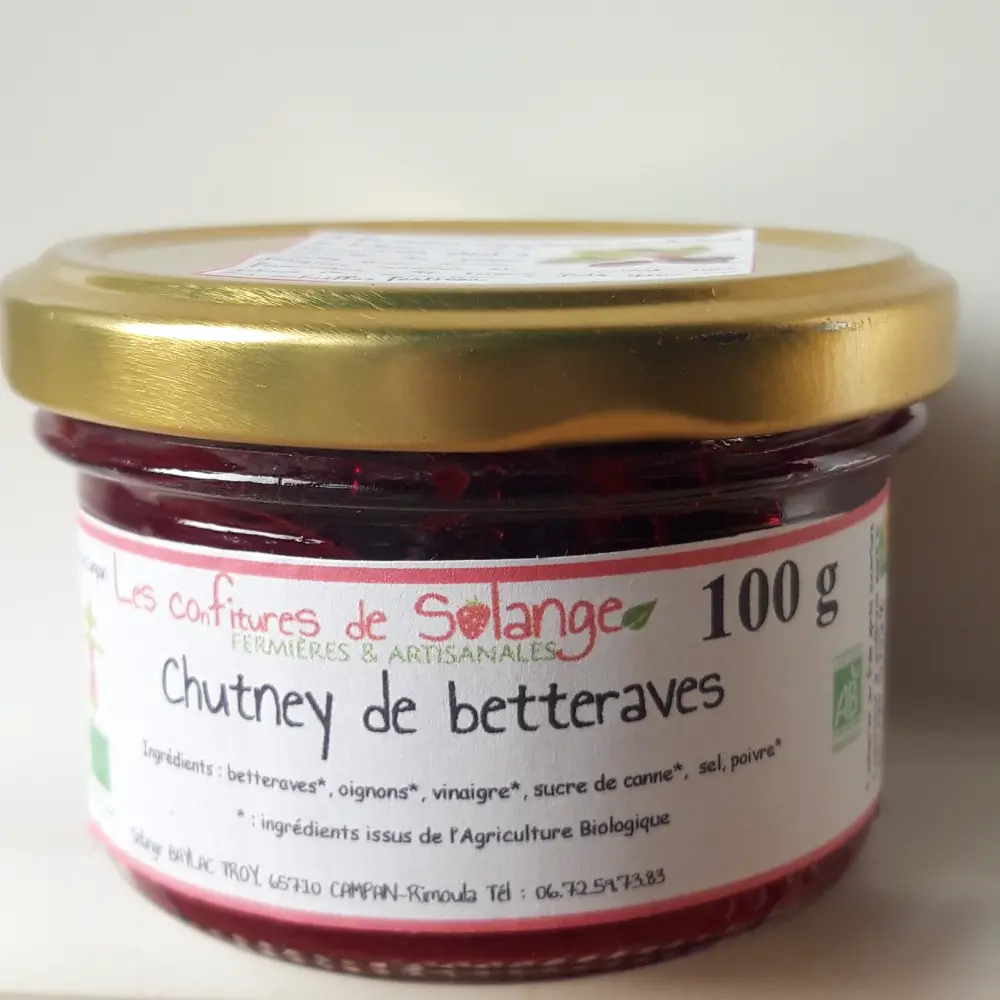 Les confitures de Solange
FERMIÈRES & ARTISANALES
100 g
Chutney de betteraves
Ingrédients : betteraves*, oignons*, vinaigre*, sucre de canne*, sel, poivre*
* : ingrédients issus de l'Agriculture Biologique
Solange BAYLAC TROY 65710 CAMPAN-Rimoula Tél : 06.72.59.73.83
AB